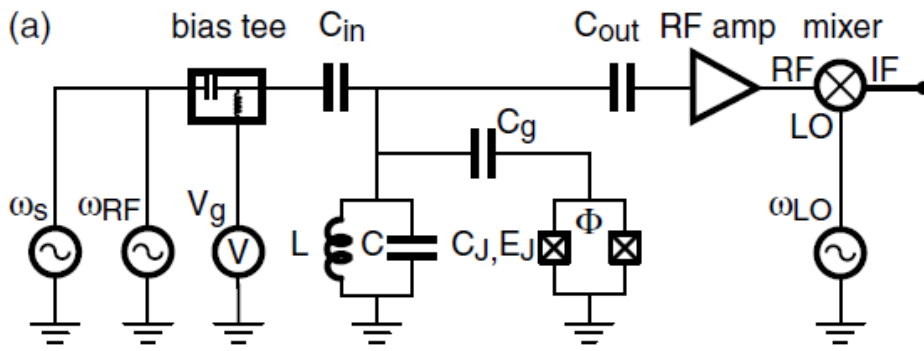 (a) bias tee C_in C_out RF amp mixer
RF IF
LO
C_g
ω_s ω_RF V_g V L C C_J,E_J Φ ω_LO